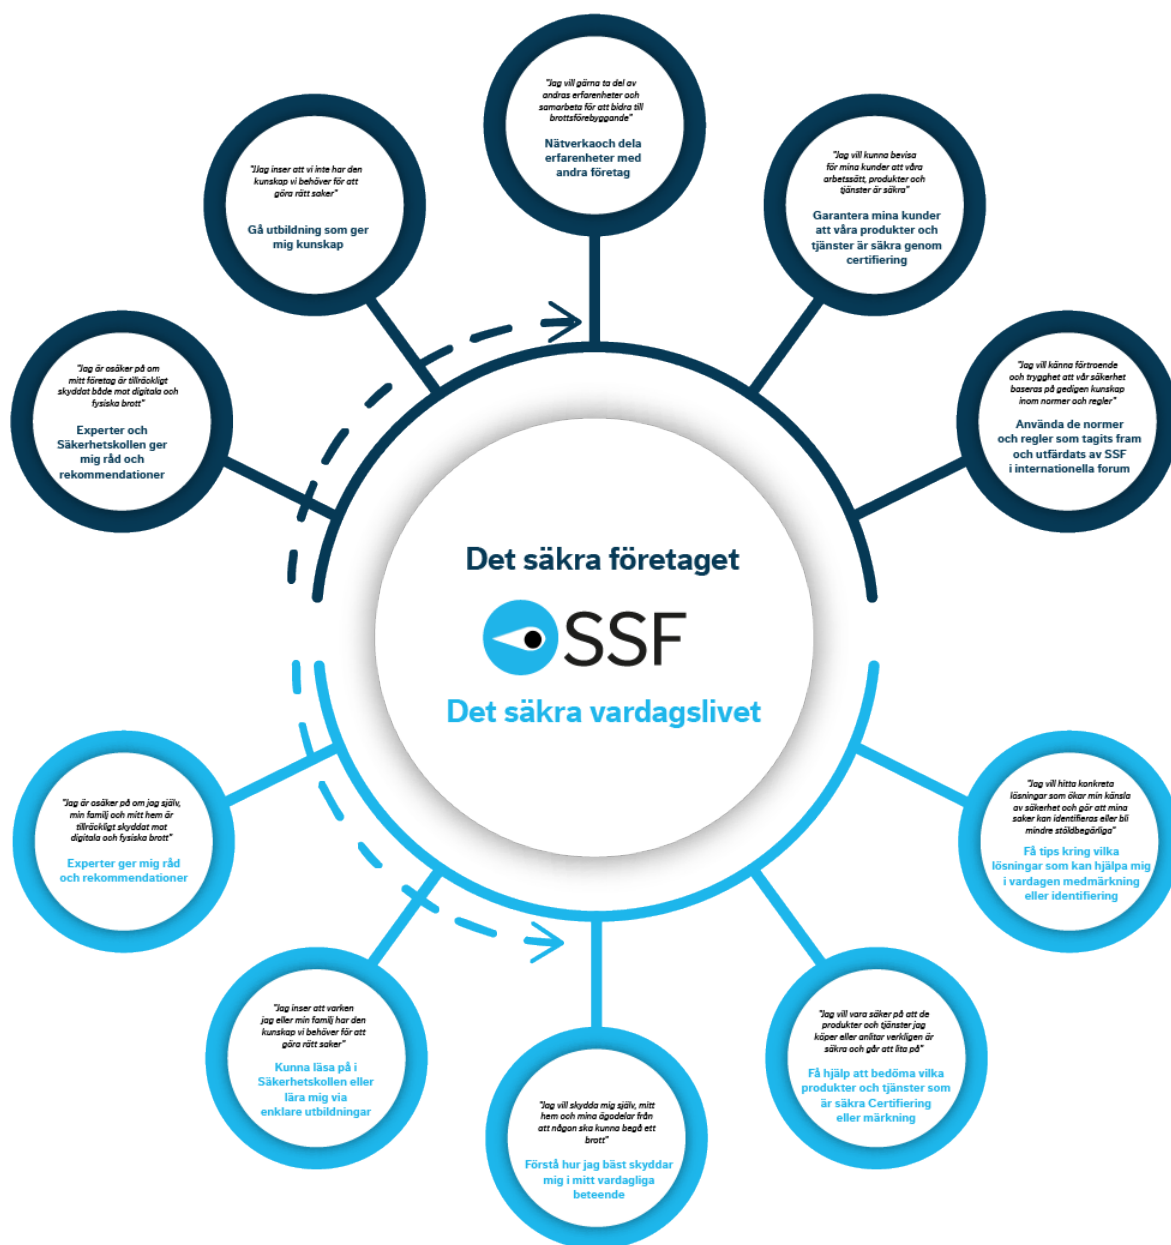 "Jag vill gärna ta del av
andras erfarenheter och
samarbeta för att bidra till
brottsförebyggande"
Nätverkaoch dela
erfarenheter med
andra företag
"IJag inser att vi inte har den
kunskap vi behöver för att
göra rätt saker"
Gå utbildning som ger
mig kunskap
"Jag vill kunna bevisa
för mina kunder att våra
arbetssätt, produkter och
tjänster är säkra"
Garantera mina kunder
att våra produkter och
tjänster är säkra genom
certifiering
"Jag är osäker på om
mitt företag är tillräckligt
skyddat både mot digitala och
fysiska brott"
Experter och
Säkerhetskollen ger
mig råd och
rekommendationer
"Jag vill känna förtroende
och trygghet att vår säkerhet
baseras på gedigen kunskap
inom normer och regler"
Använda de normer
och regler som tagits fram
och utfärdats av SSF
i internationella forum
Det säkra företaget
SSF
Det säkra vardagslivet
"Jag är osäker på om jag själv,
min familj och mitt hem är
tillräckligt skyddat mot
digitala och fysiska brott"
Experter ger mig råd
och rekommendationer
"Jag vill hitta konkreta
lösningar som ökar min känsla
av säkerhet och gör att mina
saker kan identifieras eller bli
mindre stöldbegärliga"
Få tips kring vilka
lösningar som kan hjälpa mig
i vardagen medmärkning
eller identifiering
"Jag inser att varken
jag eller min familj har den
kunskap vi behöver för att
göra rätt saker"
Kunna läsa på i
Säkerhetskollen eller
lära mig via
enklare utbildningar
"Jag vill vara säker på att de
produkter och tjänster jag
köper eller anlitar verkligen är
säkra och går att lita på"
Få hjälp att bedöma vilka
produkter och tjänster som
är säkra Certifiering
eller märkning
"Jag vill skydda mig själv, mitt
hem och mina ägodelar från
att någon ska kunna begå ett
brott"
Förstå hur jag bäst skyddar
mig i mitt vardagliga
beteende